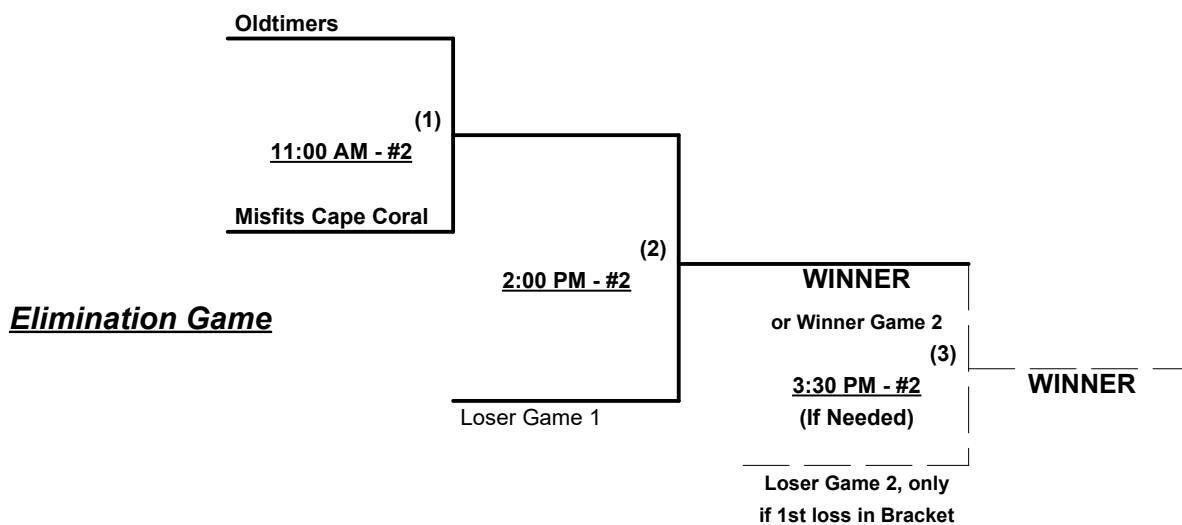 Oldtimers
(1)
11:00 AM - #2
Misfits Cape Coral
(2)
2:00 PM - #2
WINNER
Elimination Game
or Winner Game 2
(3)
3:30 PM - #2
WINNER
(If Needed)
Loser Game 1
Loser Game 2, only
if 1st loss in Bracket